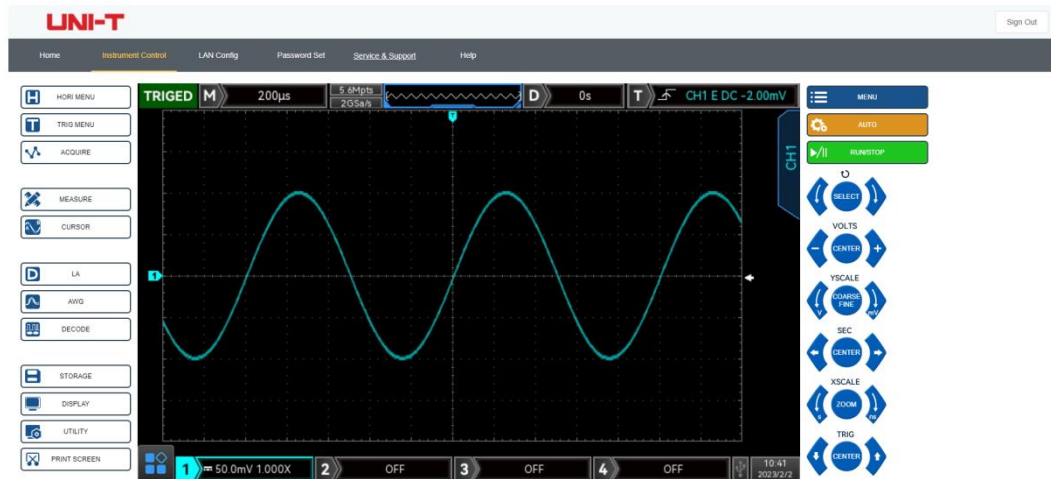 UNI-T
Sign Out
Home Instrument Control LAN Config Password Set Service & Support Help
HORI MENU
TRIG MENU
ACQUIRE
MEASURE
CURSOR
LA
AWG
DECODE
STORAGE
DISPLAY
UTILITY
PRINT SCREEN
TRIGED M 200μs 5.6Mpts 2GSa/s D 0s T CH1 E DC -2.00mV
T
CH1
1
1 50.0mV 1.000X 2 OFF 3 OFF 4 OFF 10:41
2023/2/2
MENU
AUTO
RUN/STOP
SELECT
VOLTS
- CENTER +
YSCALE
V COARSE FINE mV
SEC
CENTER
XSCALE
s ZOOM ns
TRIG
CENTER